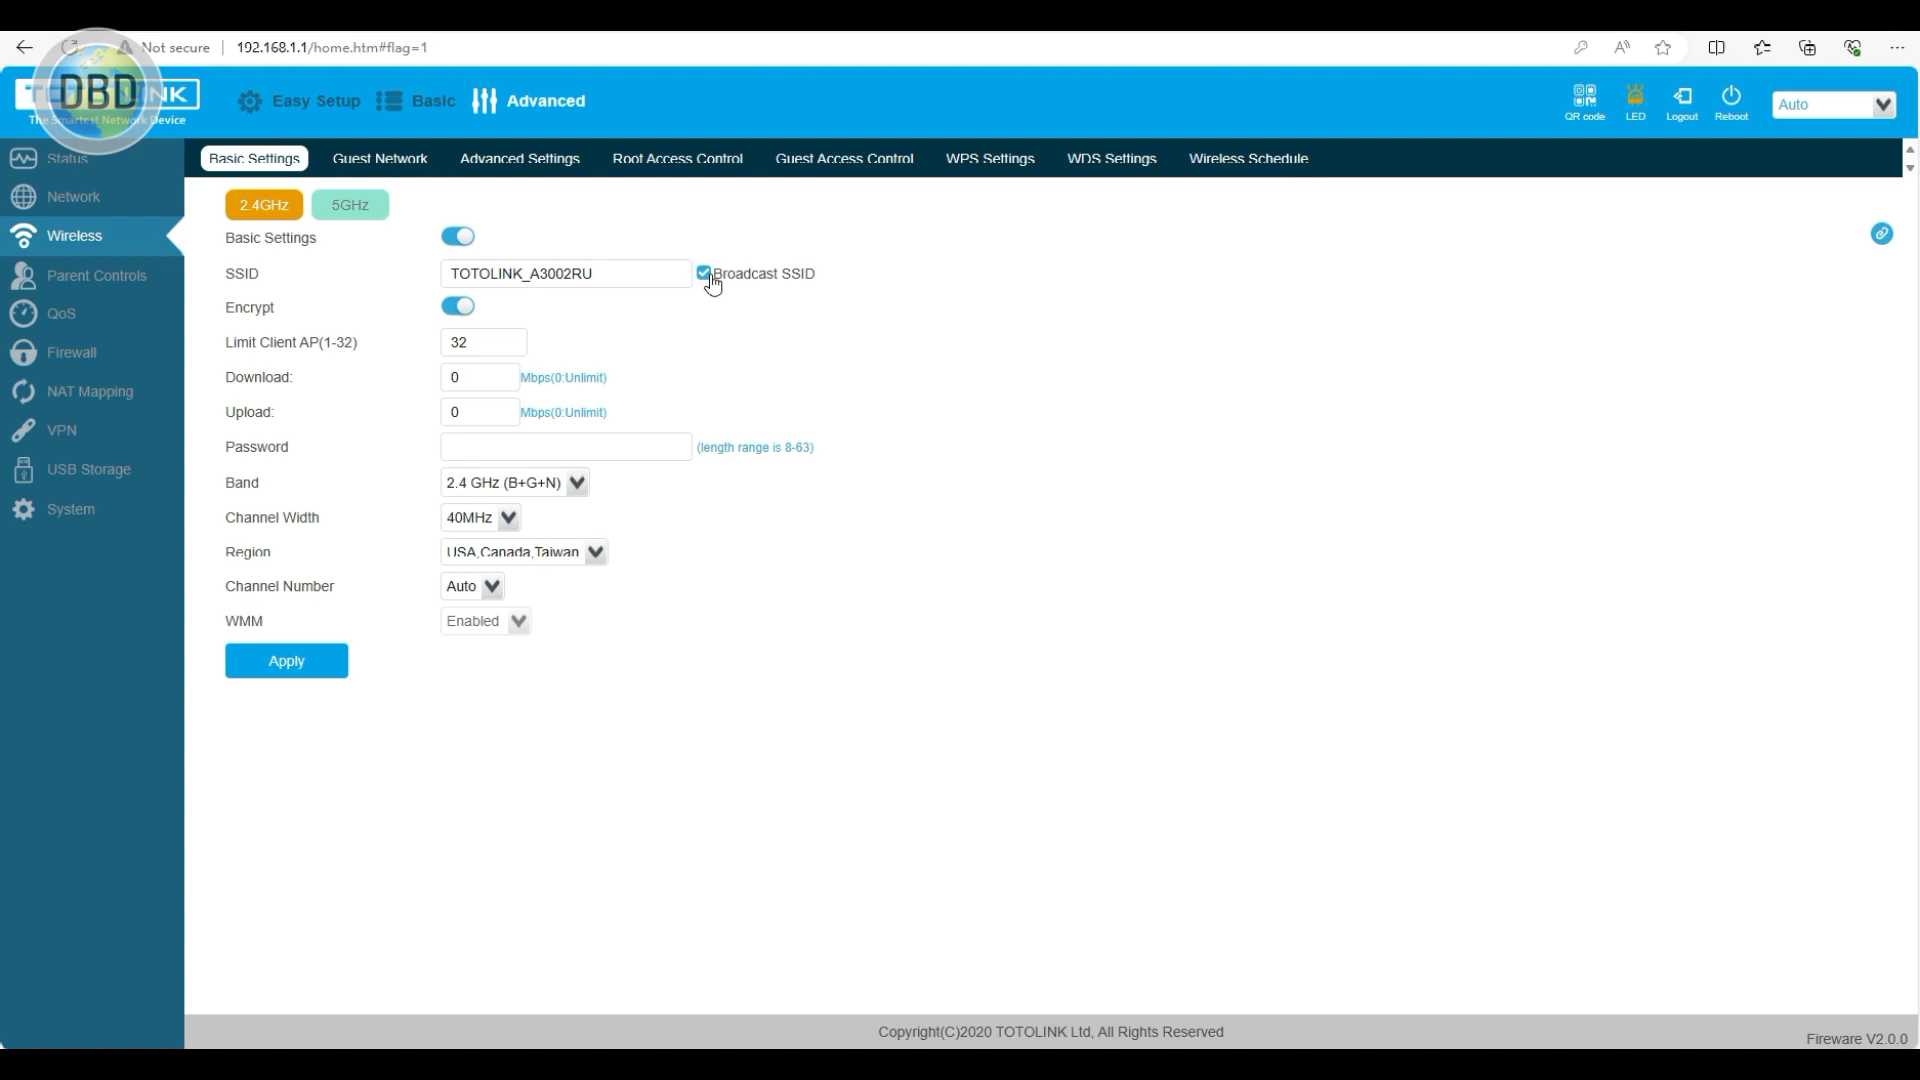 Not secure
192.168.1.1/home.htm#flag=1
DBD
NK
The Smartest Network Device
Easy Setup
Basic
Advanced
QR code
LED
Logout
Reboot
Auto
Status
Network
Wireless
Parent Controls
QoS
Firewall
NAT Mapping
VPN
USB Storage
System
Basic Settings
Guest Network
Advanced Settings
Root Access Control
Guest Access Control
WPS Settings
WDS Settings
Wireless Schedule
2.4GHz
5GHz
Basic Settings
SSID TOTOLINK_A3002RU Broadcast SSID
Encrypt
Limit Client AP(1-32) 32
Download: 0 Mbps(0:Unlimit)
Upload: 0 Mbps(0:Unlimit)
Password (length range is 8-63)
Band 2.4 GHz (B+G+N)
Channel Width 40MHz
Region USA,Canada,Taiwan
Channel Number Auto
WMM Enabled
Apply
Copyright(C)2020 TOTOLINK Ltd, All Rights Reserved
Fireware V2.0.0